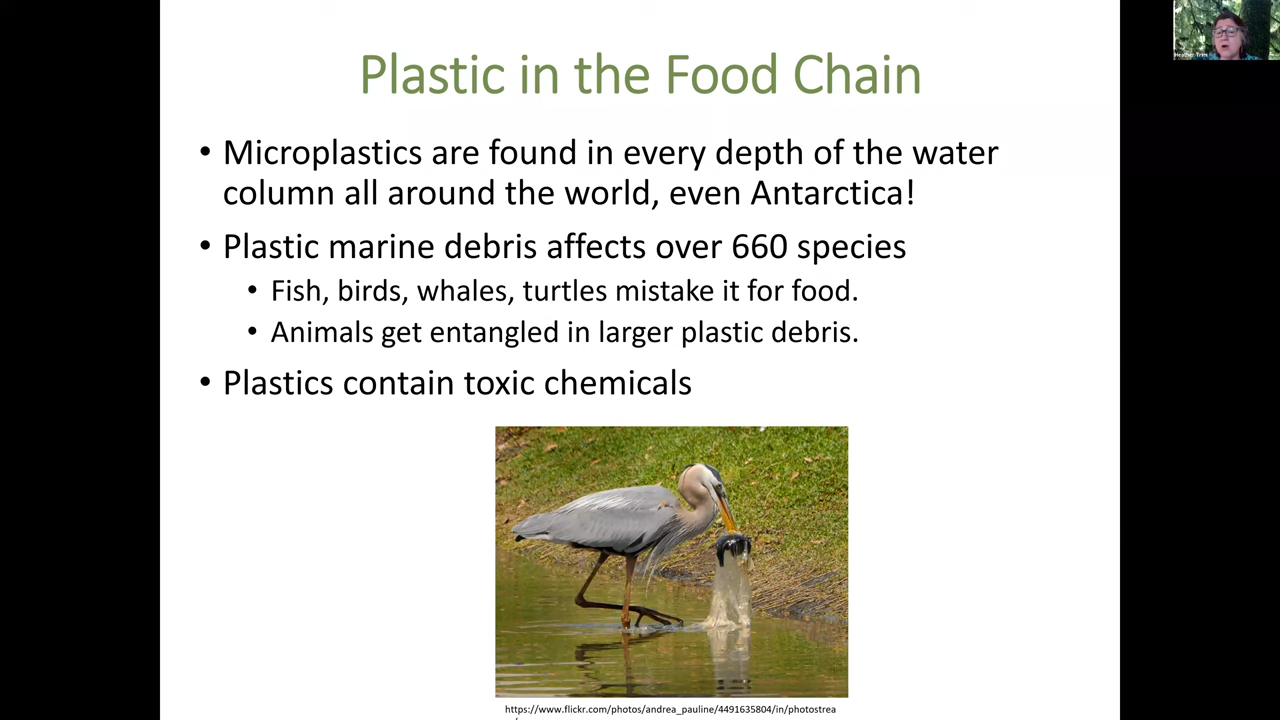 Plastic in the Food Chain
• Microplastics are found in every depth of the water
column all around the world, even Antarctica!
• Plastic marine debris affects over 660 species
• Fish, birds, whales, turtles mistake it for food.
• Animals get entangled in larger plastic debris.
• Plastics contain toxic chemicals
https://www.flickr.com/photos/andrea_pauline/4491635804/in/photostrea